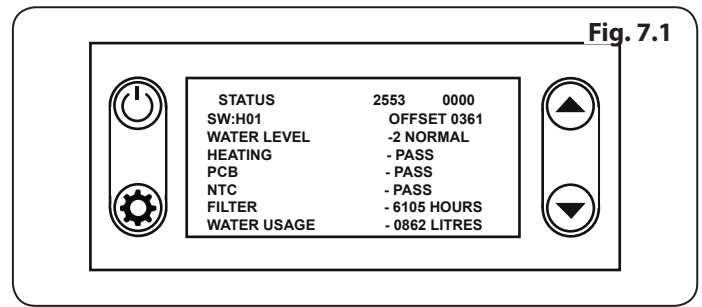 Fig. 7.1
STATUS 2553 0000
SW:H01 OFFSET 0361
WATER LEVEL -2 NORMAL
HEATING - PASS
PCB - PASS
NTC - PASS
FILTER - 6105 HOURS
WATER USAGE - 0862 LITRES